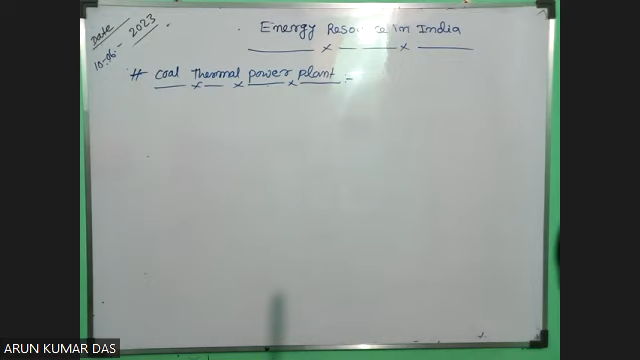 Date
10-06-2023.
Energy Resource In India
# Coal Thermal power plant :-
ARUN KUMAR DAS